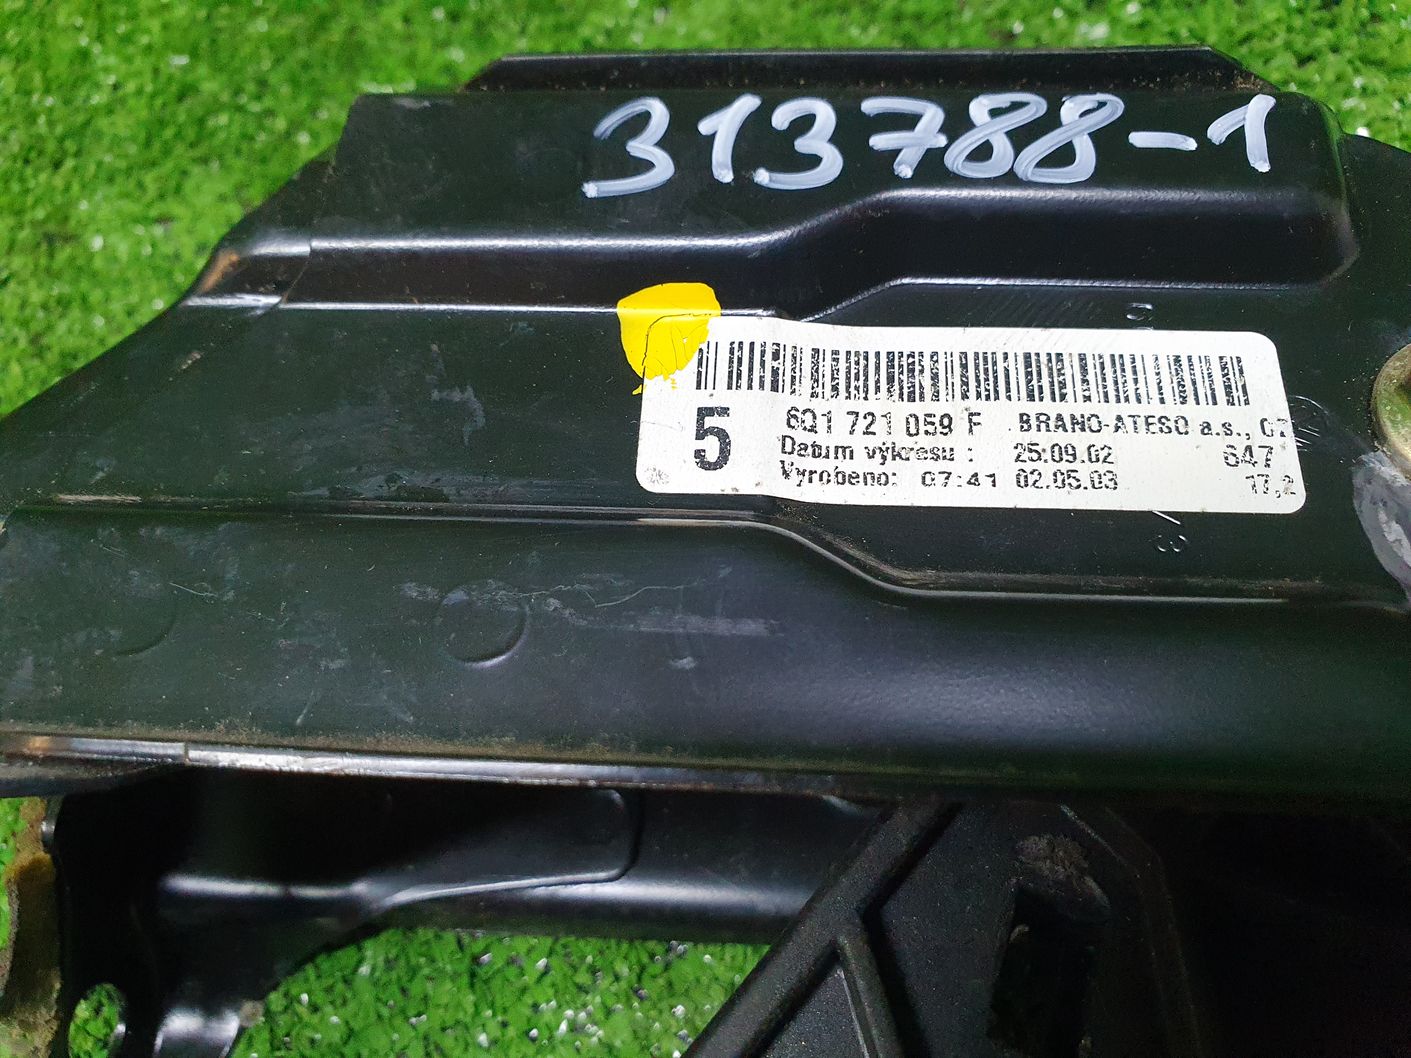 313788-1
5
6Q1 721 059 F BRANO-ATESO a.s., 07
Datum výkresu : 25.09.02 647
Vyrobeno: 07:41 02.05.03 17,2